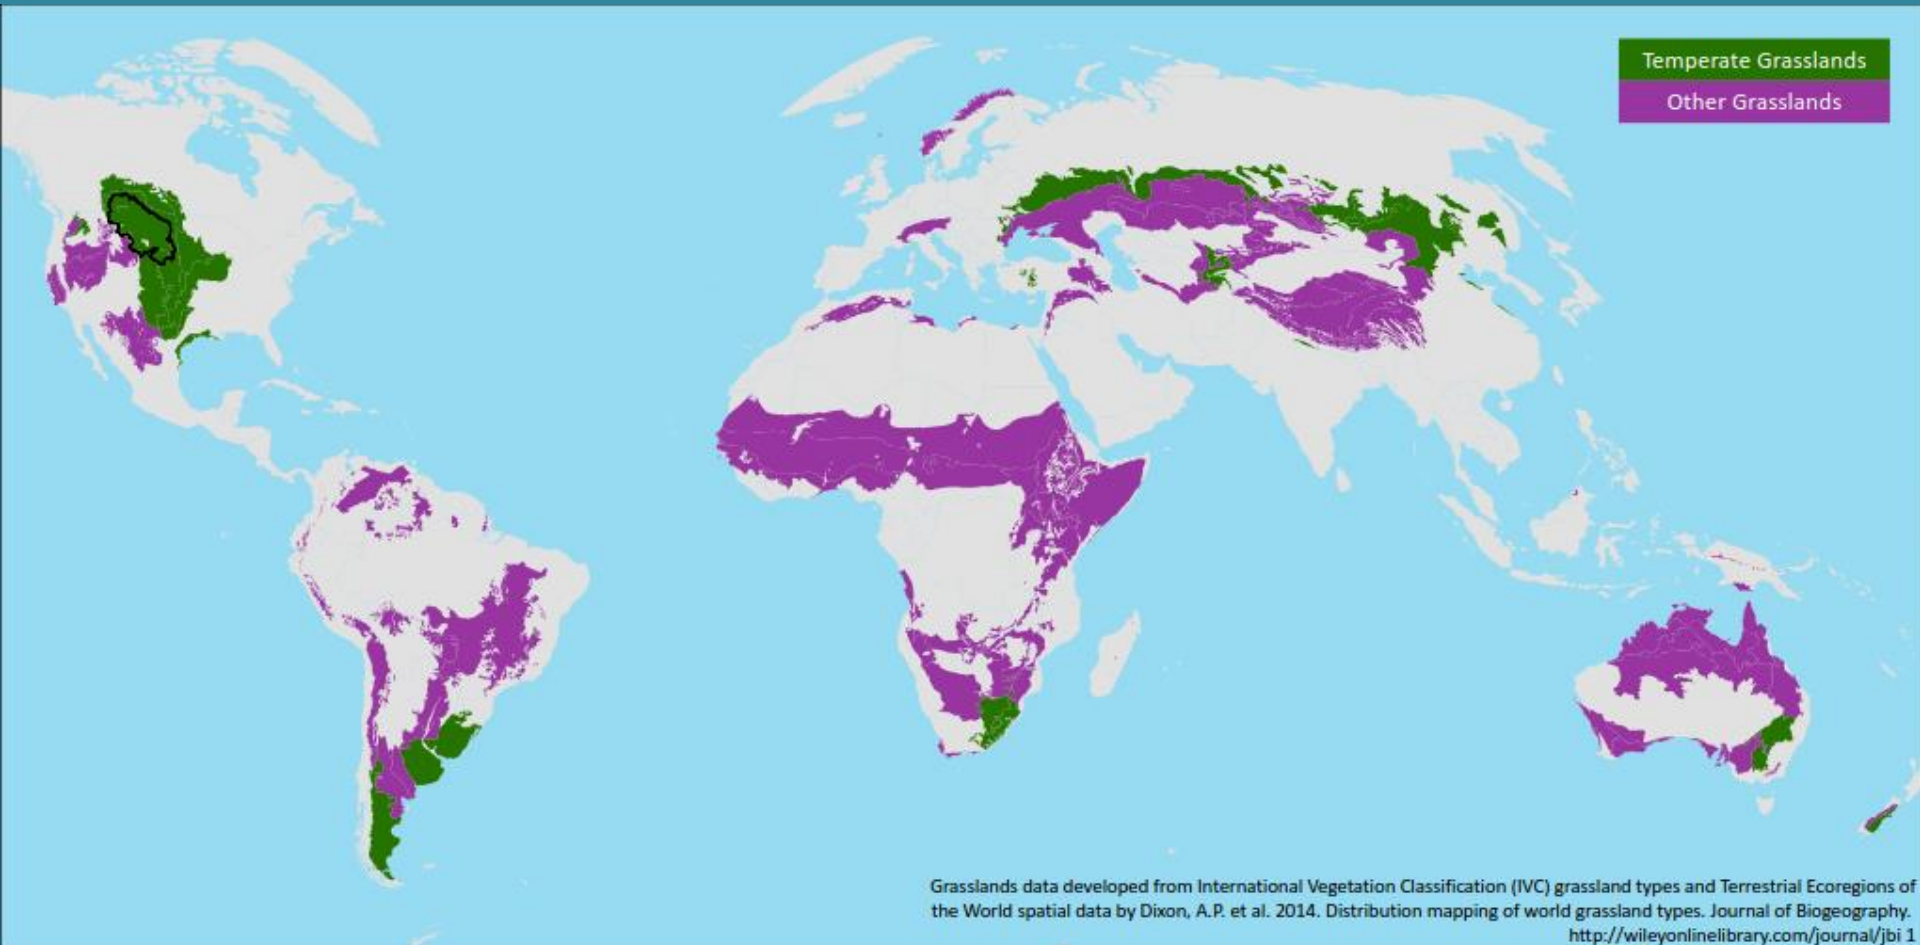 Temperate Grasslands
Other Grasslands
Grasslands data developed from International Vegetation Classification (IVC) grassland types and Terrestrial Ecoregions of
the World spatial data by Dixon, A.P. et al. 2014. Distribution mapping of world grassland types. Journal of Biogeography.
http://wileyonlinelibrary.com/journal/jbi 1